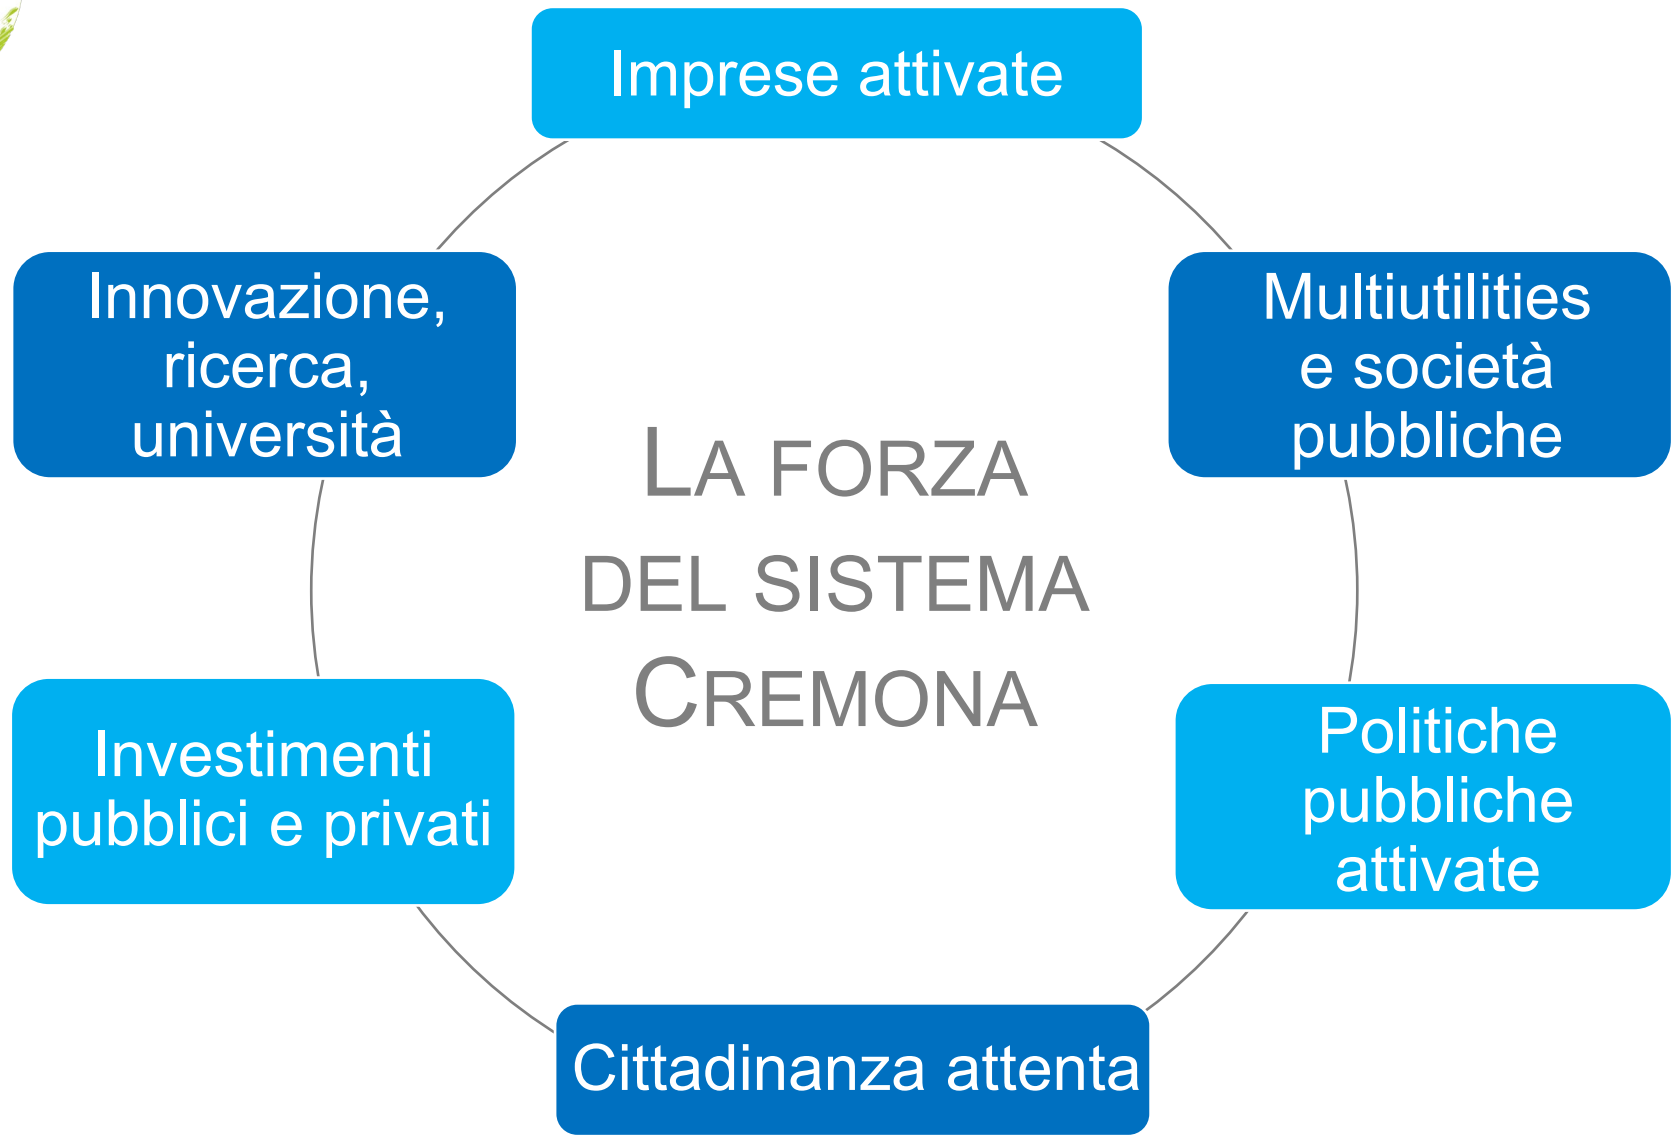 Imprese attivate
Innovazione,
ricerca,
università
Multiutilities
e società
pubbliche
LA FORZA
DEL SISTEMA
CREMONA
Investimenti
pubblici e privati
Politiche
pubbliche
attivate
Cittadinanza attenta